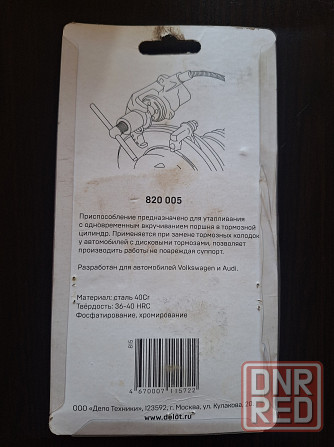 820 005
Приспособление предназначено для утапливания
с одновременным вкручиванием поршня в тормозной
цилиндр. Применяется при замене тормозных колодок
у автомобилей с дисковыми тормозами, позволяет
производить работы не повреждая суппорт.
Разработан для автомобилей Volkswagen и Audi.
Материал: сталь 40Cr
Твёрдость: 36-40 HRC
Фосфатирование, хромирование
65
4 670007 115722
ООО «Дело Техники», 123592, г. Москва, ул. Кулакова,
www.delot.ru
DNR
RED